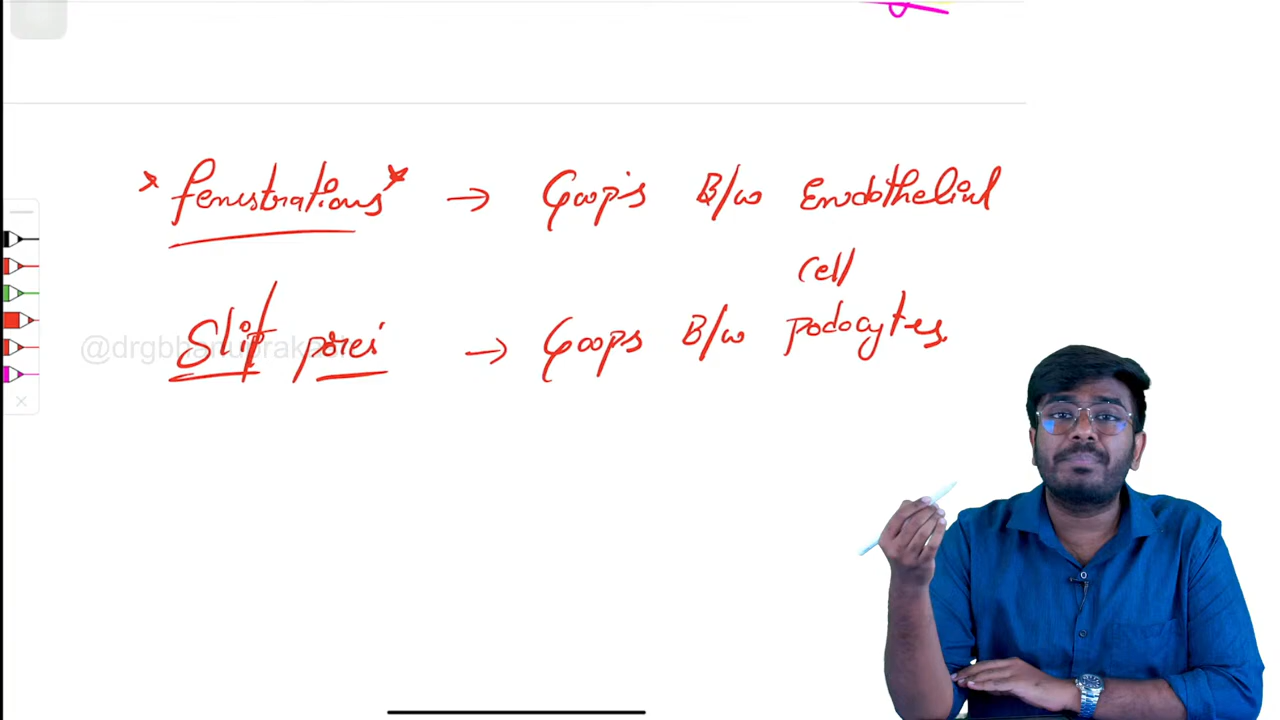 * fenestrations * → Gaps B/w Endothelial
cell
Slit pores → Gaps B/w podocytes.